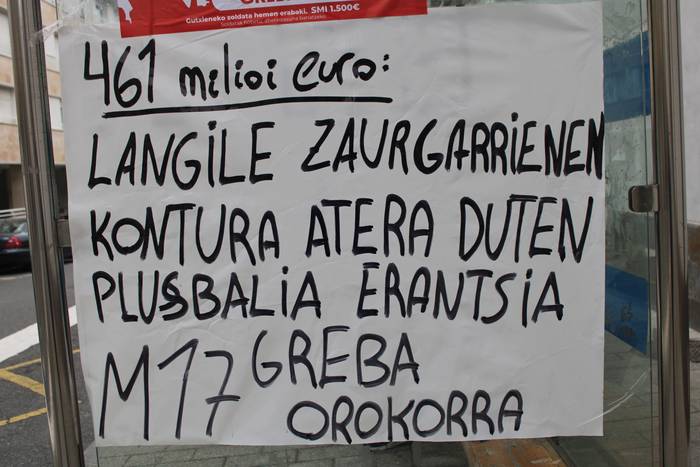 Gutxieneko soldata hemen erabaki. SMI 1.500€
461 milioi euro:
LANGILE ZAURGARRIENEN
KONTURA ATERA DUTEN
PLUSBALIA ERANTSIA
M17 GREBA
OROKORRA